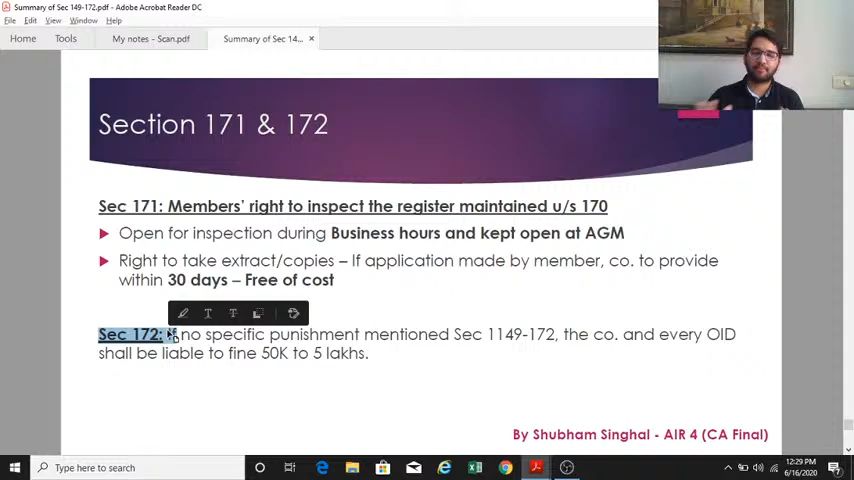 Summary of Sec 149-172.pdf - Adobe Acrobat Reader DC
File Edit View Window Help
Home Tools My notes - Scan.pdf Summary of Sec 14... ×
Section 171 & 172
Sec 171: Members' right to inspect the register maintained u/s 170
Open for inspection during Business hours and kept open at AGM
Right to take extract/copies – If application made by member, co. to provide
within 30 days – Free of cost
Sec 172: If no specific punishment mentioned Sec 1149-172, the co. and every OID
shall be liable to fine 50K to 5 lakhs.
By Shubham Singhal - AIR 4 (CA Final)
Type here to search
12:29 PM
6/16/2020